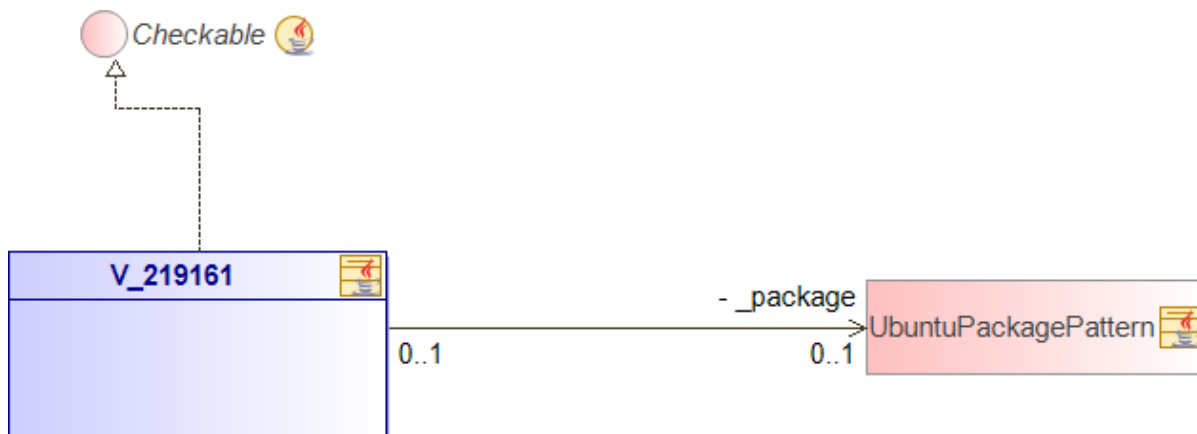 Checkable
V_219161
- _package
UbuntuPackagePattern
0..1
0..1